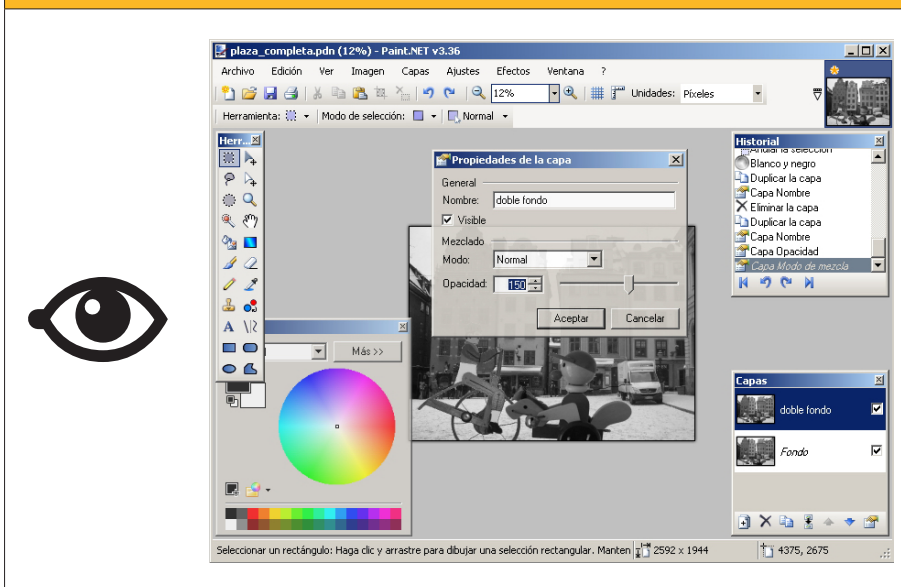 plaza_completa.pdn (12%) - Paint.NET v3.36
Archivo Edición Ver Imagen Capas Ajustes Efectos Ventana ?
12% Unidades: Píxeles
Herramienta: Modo de selección: Normal
Herr...
Propiedades de la capa
General
Nombre: doble fondo
Visible
Mezclado
Modo: Normal
Opacidad: 150
Aceptar Cancelar
Historial
Anular la selección
Blanco y negro
Duplicar la capa
Capa Nombre
Eliminar la capa
Duplicar la capa
Capa Nombre
Capa Opacidad
Capa Modo de mezcla
Más >>
Capas
doble fondo
Fondo
Seleccionar un rectángulo: Haga clic y arrastre para dibujar una selección rectangular. Manten 2592 x 1944 4375, 2675